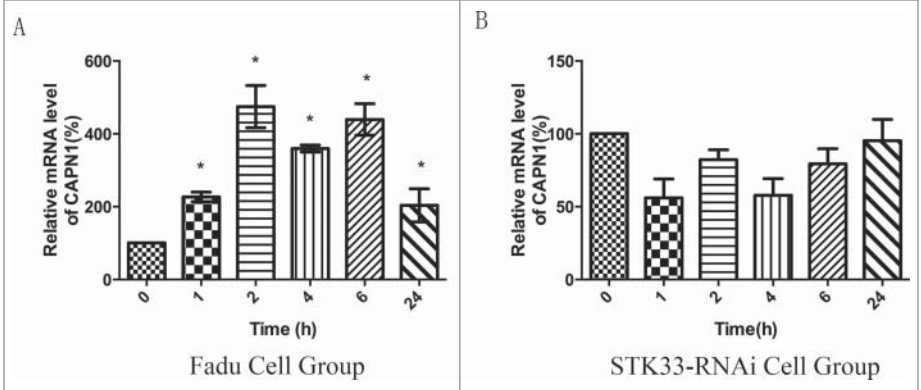 A
Relative mRNA level
of CAPN1(%)
600
400
200
0
*
*
*
*
*
0
1
2
4
6
24
Time (h)
Fadu Cell Group
B
Relative mRNA level
of CAPN1(%)
150
100
50
0
0
1
2
4
6
24
Time(h)
STK33-RNAi Cell Group